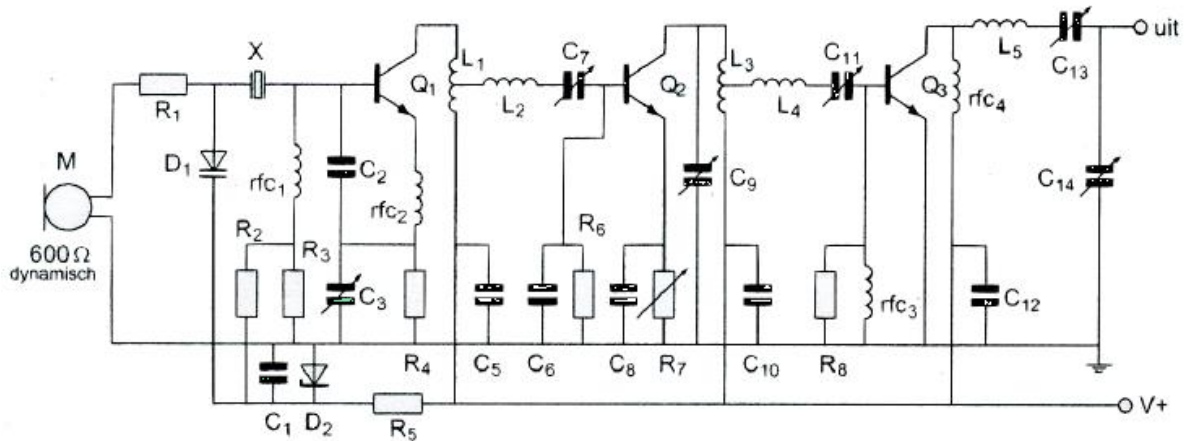 X
R1
D1
M
600 Ω
dynamisch
rfc1
C2
Q1
rfc2
R2
R3
C3
R4
L1
L2
C7
Q2
C9
L3
L4
C11
Q3
rfc4
L5
C13
uit
C14
R6
C5
C6
C8
R7
C10
R8
rfc3
C12
C1
D2
R5
V+